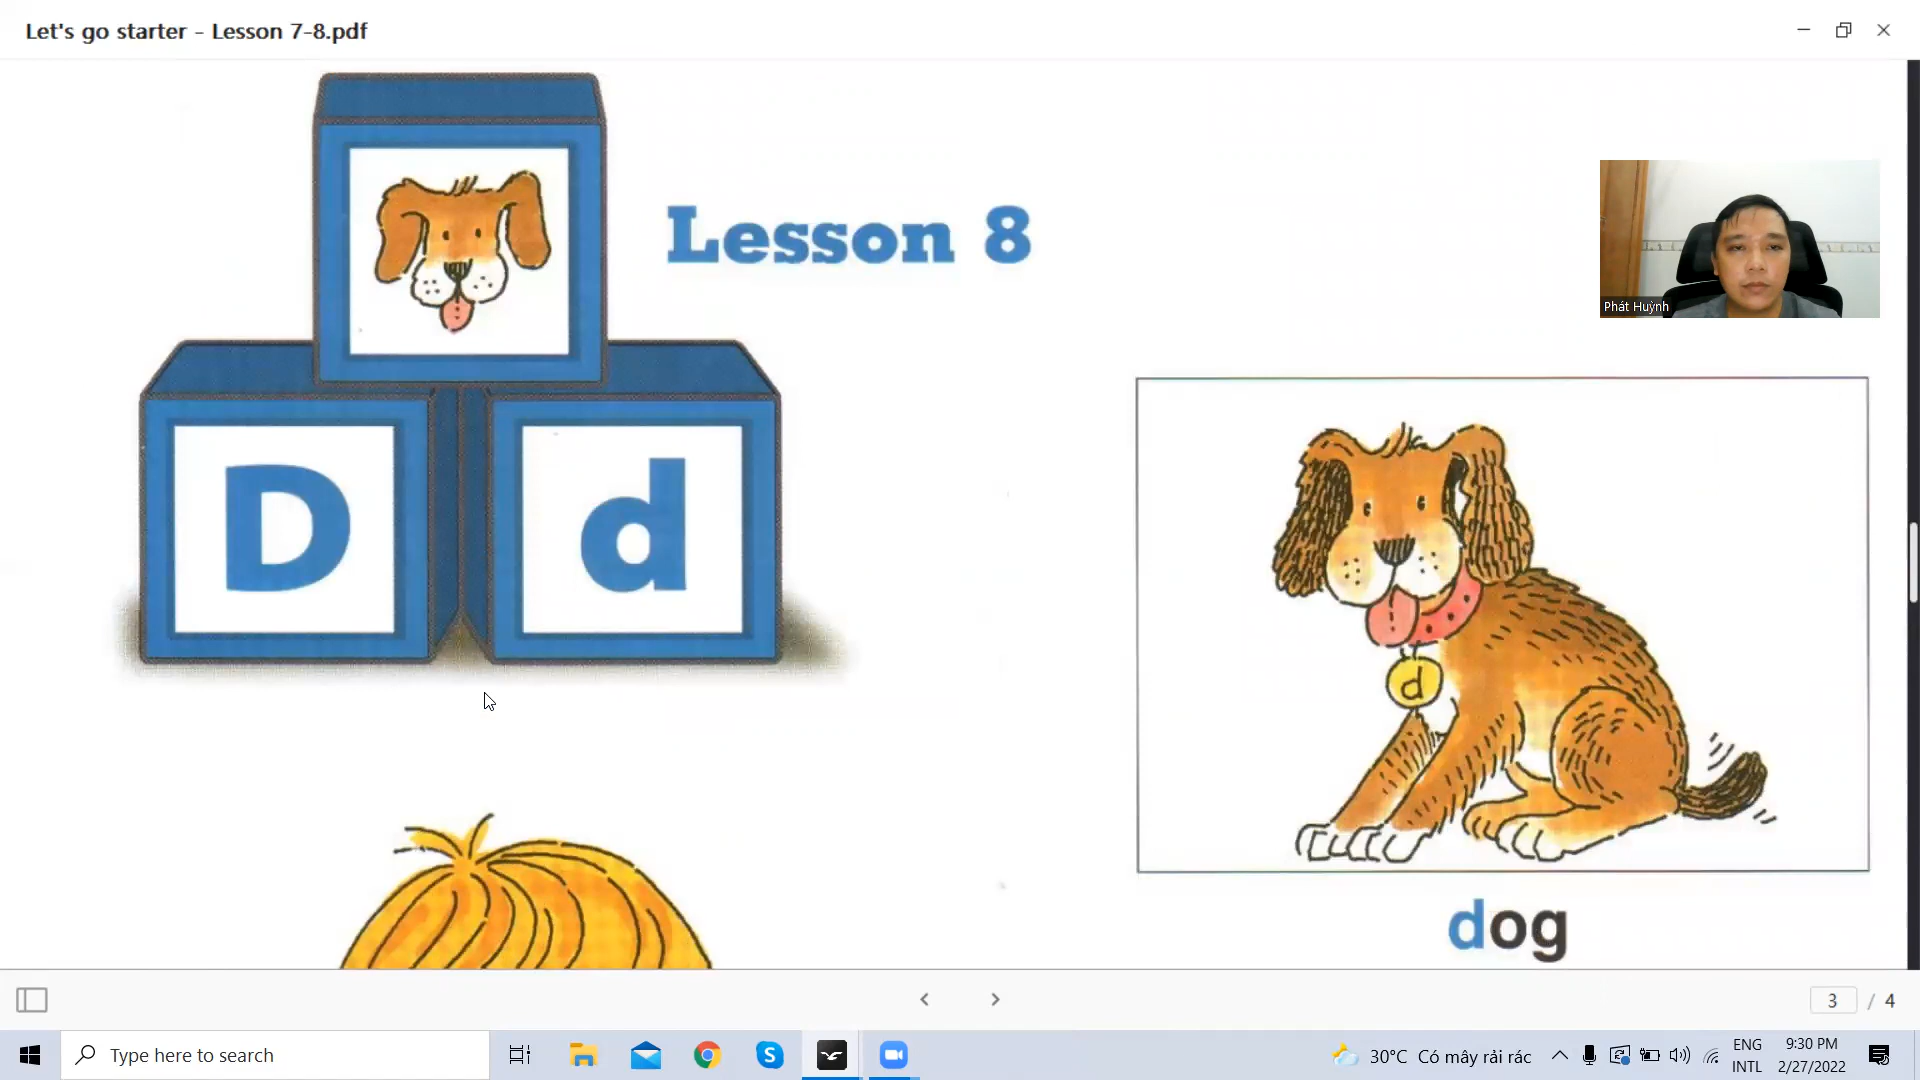 Let's go starter - Lesson 7-8.pdf
Lesson 8
Phát Huỳnh
D d
d
dog
3 / 4
Type here to search
30°C Có mây rải rác
ENG
INTL
9:30 PM
2/27/2022